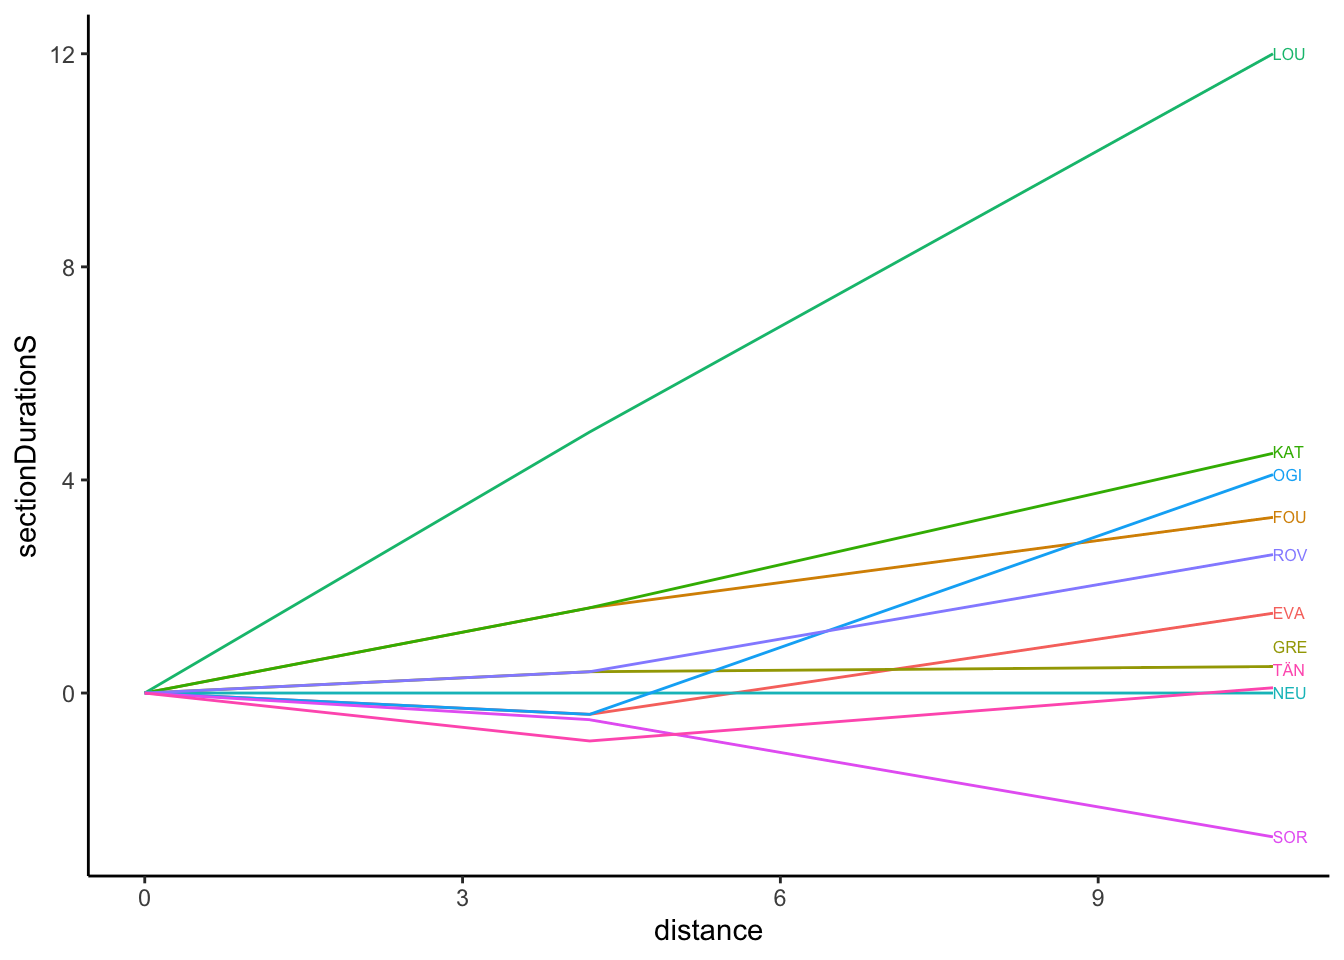 12
8
4
0
sectionDurationS
LOU
KAT
OGI
FOU
ROV
EVA
GRE
TÄN
NEU
SOR
0 3 6 9
distance